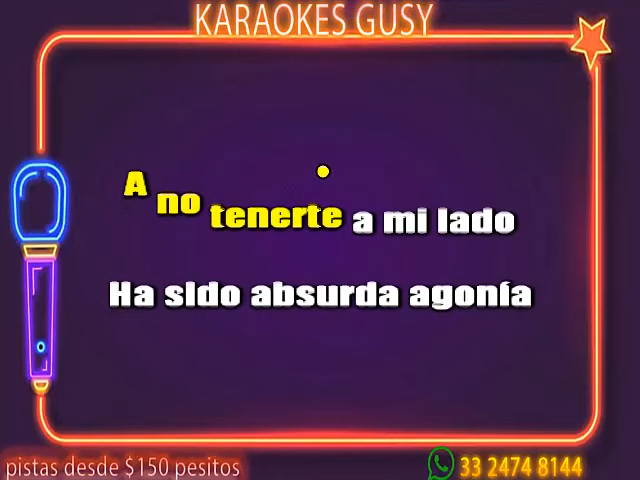 KARAOKES GUSY
A no tenerte a mi lado
Ha sido absurda agonía
pistas desde $150 pesitos
33 2474 8144